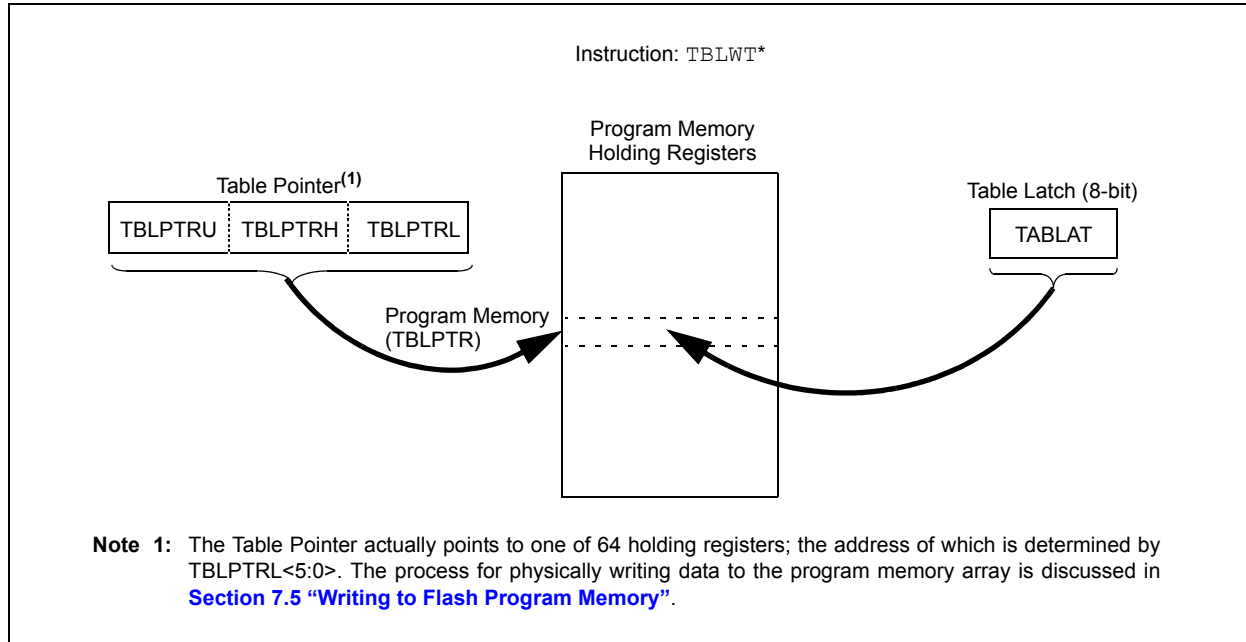 Instruction: TBLWT*
Program Memory
Holding Registers
Table Pointer(1)
Table Latch (8-bit)
TBLPTRU TBLPTRH TBLPTRL
TABLAT
Program Memory
(TBLPTR)
Note 1: The Table Pointer actually points to one of 64 holding registers; the address of which is determined by
TBLPTRL<5:0>. The process for physically writing data to the program memory array is discussed in
Section 7.5 “Writing to Flash Program Memory”.